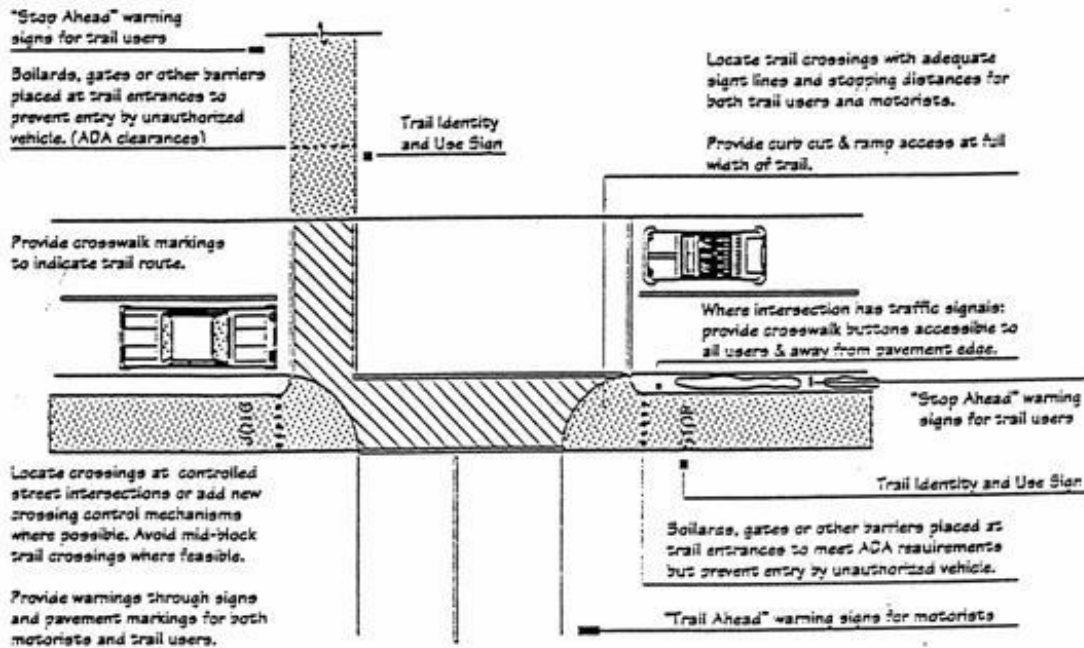 "Stop Ahead" warning
signs for trail users
Bollards, gates or other barriers
placed at trail entrances to
prevent entry by unauthorized
vehicle. (ADA clearances)
Trail Identity
and Use Sign
Locate trail crossings with adequate
sight lines and stopping distances for
both trail users and motorists.
Provide curb cut & ramp access at full
width of trail.
Provide crosswalk markings
to indicate trail route.
Where intersection has traffic signals:
provide crosswalk buttons accessible to
all users & away from pavement edge.
"Stop Ahead" warning
signs for trail users
STOP
STOP
Trail Identity and Use Sign
Locate crossings at controlled
street intersections or add new
crossing control mechanisms
where possible. Avoid mid-block
trail crossings where feasible.
Bollards, gates or other barriers placed at
trail entrances to meet ADA requirements
but prevent entry by unauthorized vehicle.
Provide warnings through signs
and pavement markings for both
motorists and trail users.
"Trail Ahead" warning signs for motorists